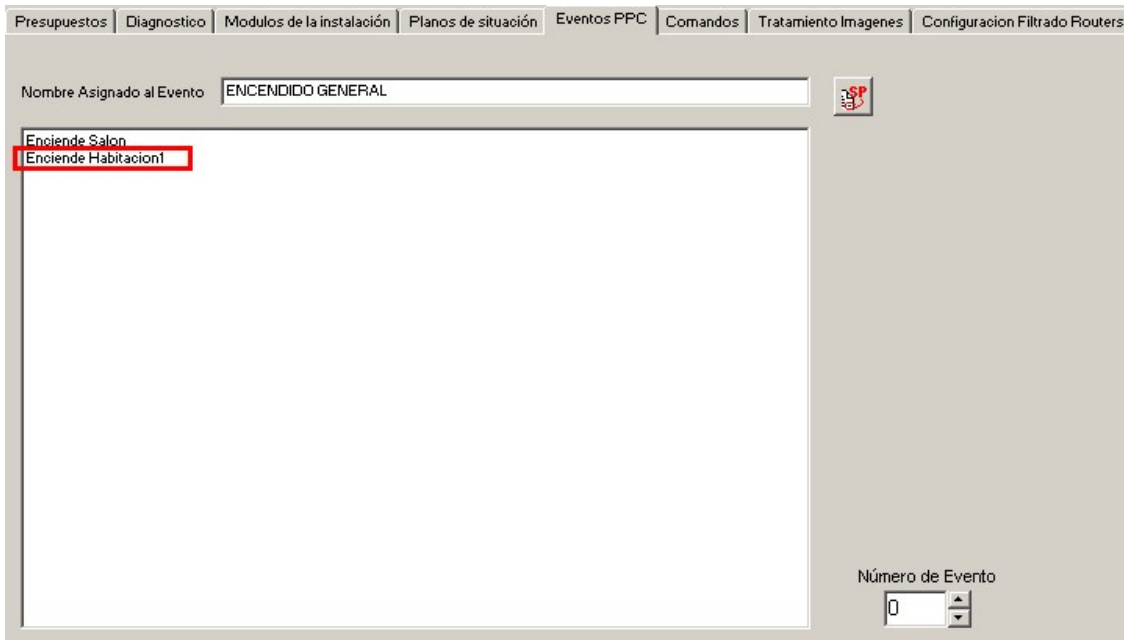 Presupuestos Diagnostico Modulos de la instalación Planos de situación Eventos PPC Comandos Tratamiento Imagenes Configuracion Filtrado Routers
Nombre Asignado al Evento ENCENDIDO GENERAL
SP
Enciende Salon
Enciende Habitacion1
Número de Evento
0